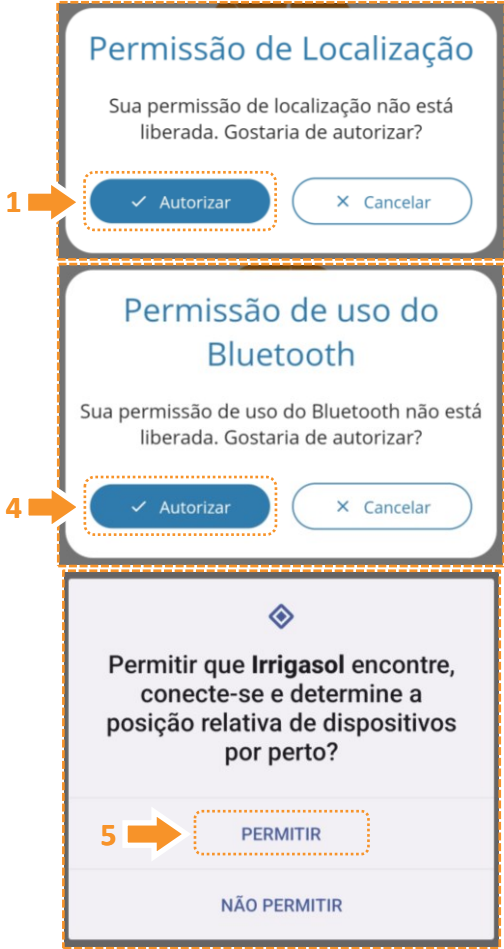 Permissão de Localização
Sua permissão de localização não está
liberada. Gostaria de autorizar?
1
Autorizar
Cancelar
Permissão de uso do
Bluetooth
Sua permissão de uso do Bluetooth não está
liberada. Gostaria de autorizar?
4
Autorizar
Cancelar
Permitir que Irrigasol encontre,
conecte-se e determine a
posição relativa de dispositivos
por perto?
5
PERMITIR
NÃO PERMITIR